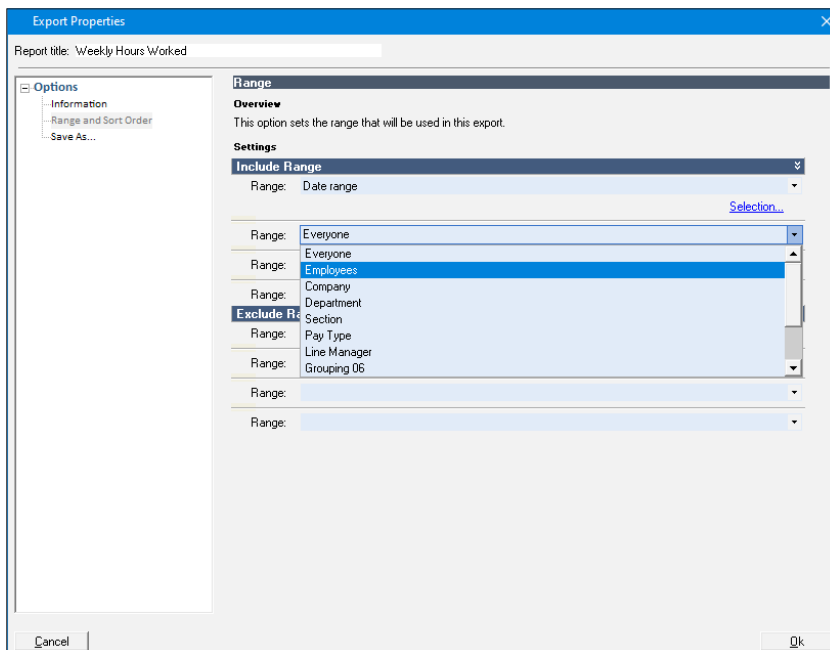 Export Properties
Report title: Weekly Hours Worked
Options
Information
Range and Sort Order
Save As...
Range
Overview
This option sets the range that will be used in this export.
Settings
Include Range
Range: Date range
Selection...
Range: Everyone
Everyone
Range: Employees
Company
Range: Department
Exclude Ra Section
Range: Pay Type
Line Manager
Range: Grouping 06
Range:
Range:
Cancel Ok